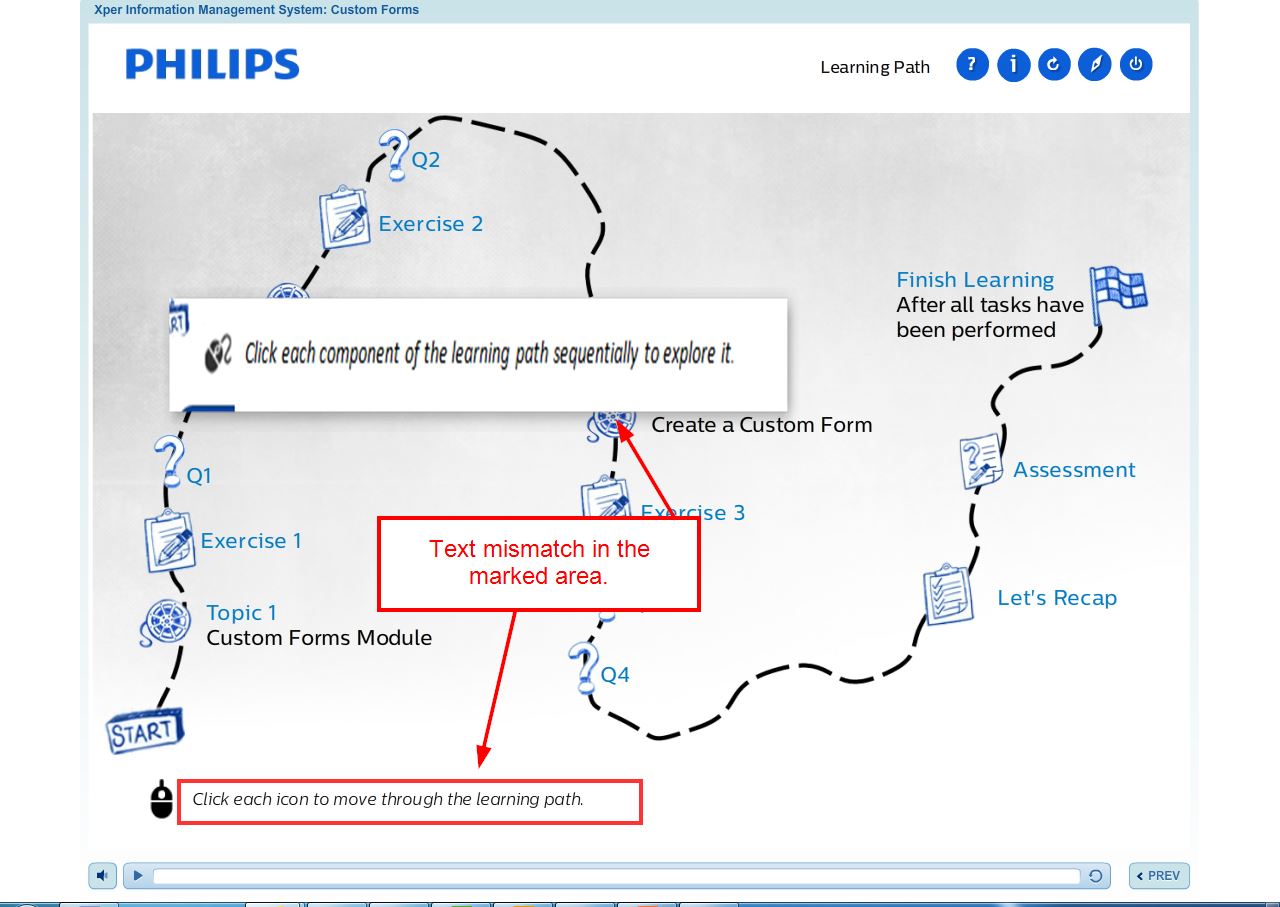 Xper Information Management System: Custom Forms
PHILIPS
Learning Path
?
i
Q2
Exercise 2
Finish Learning
After all tasks have
been performed
RT
Click each component of the learning path sequentially to explore it.
Create a Custom Form
Q1
Assessment
Exercise 3
Exercise 1
Text mismatch in the
marked area.
Topic 1
Custom Forms Module
Let's Recap
Q4
START
Click each icon to move through the learning path.
PREV